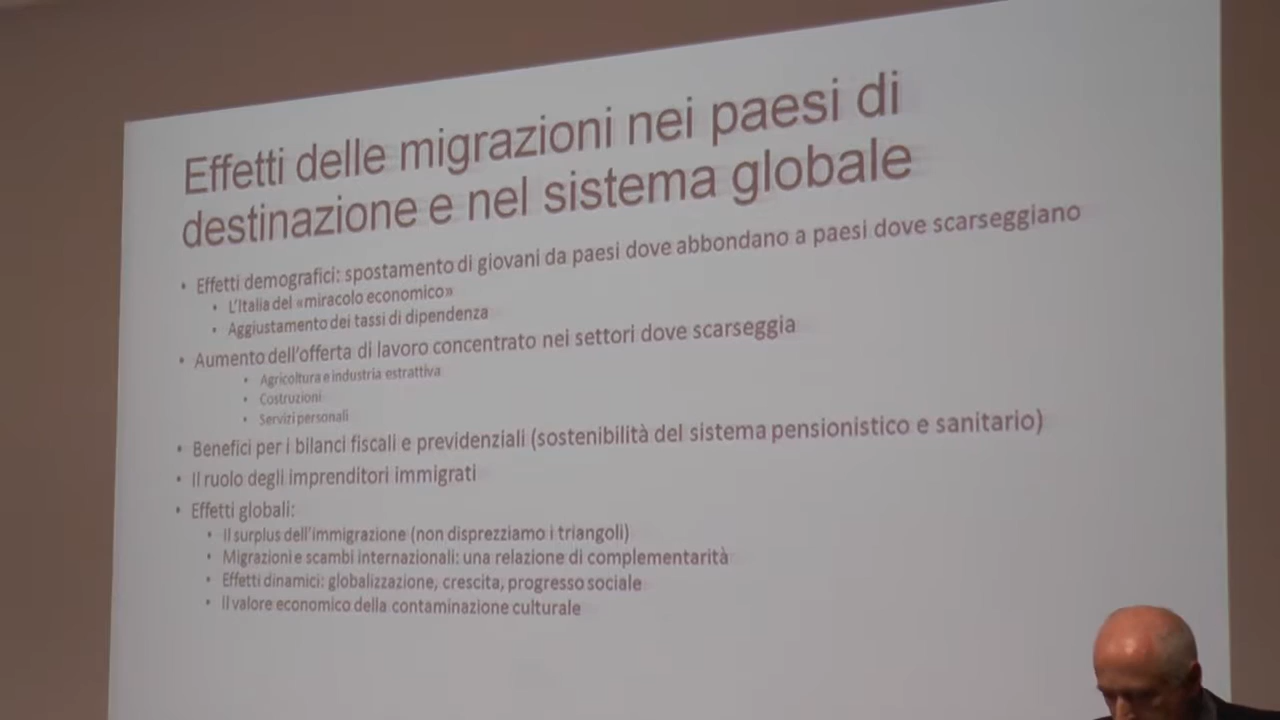 Effetti delle migrazioni nei paesi di
destinazione e nel sistema globale
• Effetti demografici: spostamento di giovani da paesi dove abbondano a paesi dove scarseggiano
• L'Italia del «miracolo economico»
• Aggiustamento dei tassi di dipendenza
• Aumento dell'offerta di lavoro concentrato nei settori dove scarseggia
• Agricoltura e industria estrattiva
• Costruzioni
• Servizi personali
• Benefici per i bilanci fiscali e previdenziali (sostenibilità del sistema pensionistico e sanitario)
• Il ruolo degli imprenditori immigrati
• Effetti globali:
• Il surplus dell'immigrazione (non disprezziamo i triangoli)
• Migrazioni e scambi internazionali: una relazione di complementarità
• Effetti dinamici: globalizzazione, crescita, progresso sociale
• Il valore economico della contaminazione culturale